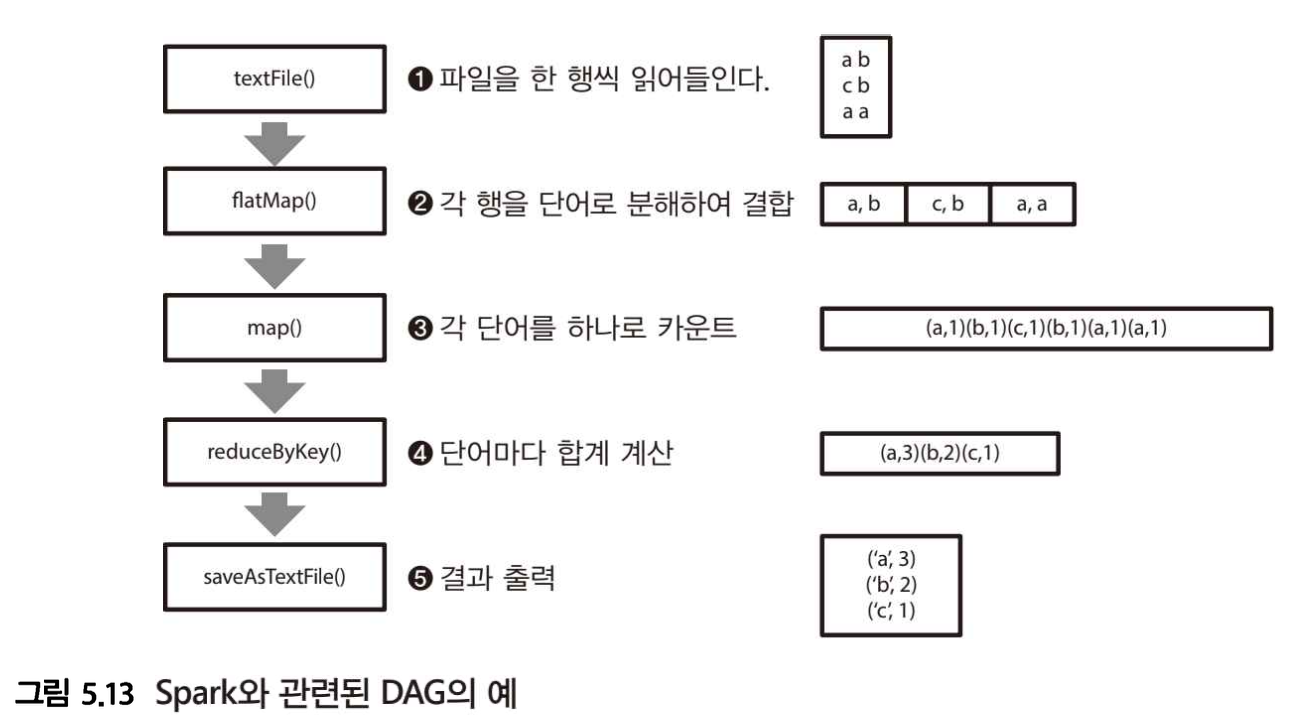 textFile()
❶ 파일을 한 행씩 읽어들인다.
a b
c b
a a
flatMap()
❷ 각 행을 단어로 분해하여 결합
a, b
c, b
a, a
map()
❸ 각 단어를 하나로 카운트
(a,1)(b,1)(c,1)(b,1)(a,1)(a,1)
reduceByKey()
❹ 단어마다 합계 계산
(a,3)(b,2)(c,1)
saveAsTextFile()
❺ 결과 출력
(‘a’, 3)
(‘b’, 2)
(‘c’, 1)
그림 5.13 Spark와 관련된 DAG의 예